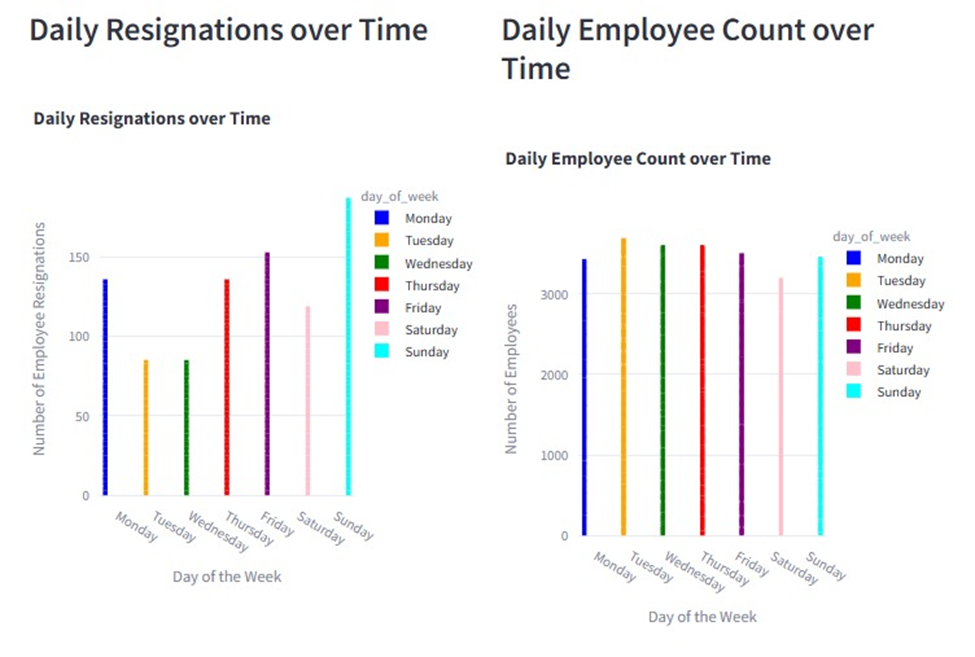 Daily Resignations over Time
Daily Resignations over Time
Number of Employee Resignations
150
100
50
0
Monday
Tuesday
Wednesday
Thursday
Friday
Saturday
Sunday
Day of the Week
day_of_week
Monday
Tuesday
Wednesday
Thursday
Friday
Saturday
Sunday
Daily Employee Count over
Time
Daily Employee Count over Time
Number of Employees
3000
2000
1000
0
Monday
Tuesday
Wednesday
Thursday
Friday
Saturday
Sunday
Day of the Week
day_of_week
Monday
Tuesday
Wednesday
Thursday
Friday
Saturday
Sunday